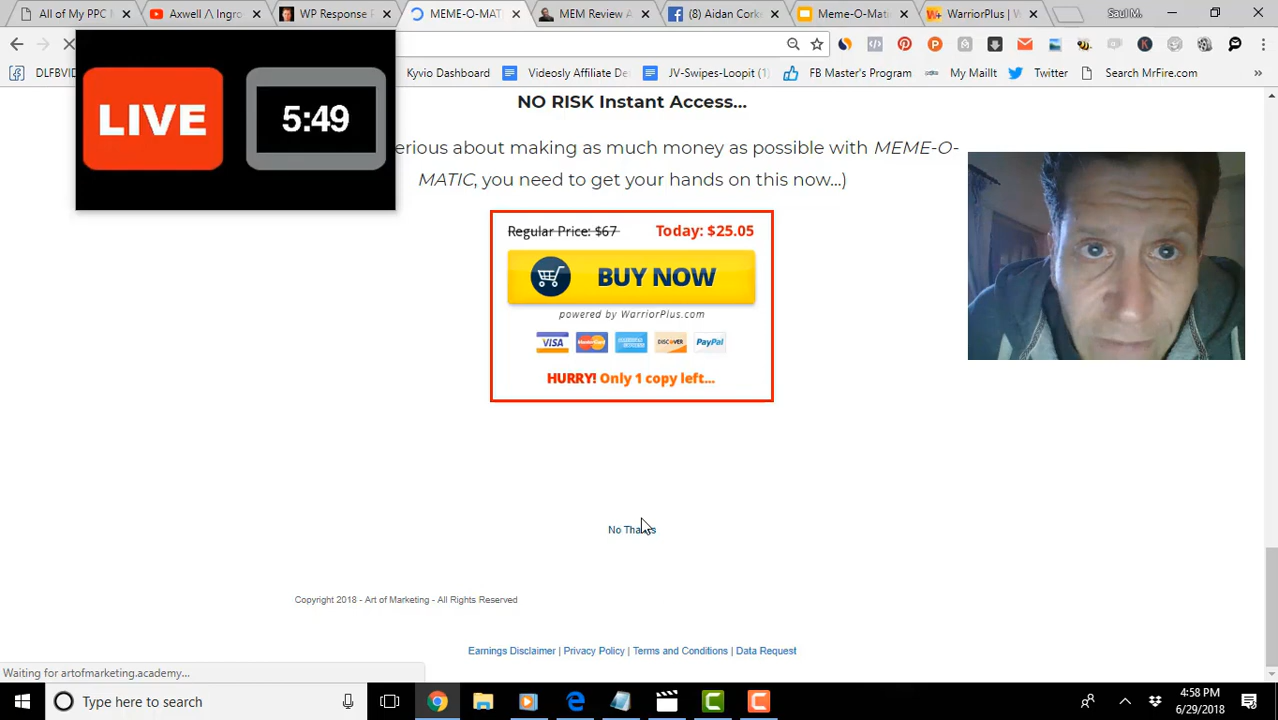 All of My PPC M
Axwell /\ Ingro
WP Response P
MEME-O-MATI
MEM Review A
(8) Aidan Cork
Meme-O-Mat
WarriorPlus | W
Saul M.
DLFBVID
Kyvio Dashboard
Videosly Affiliate De
JV-Swipes-Loopit (1)
FB Master's Program
My MailIt
Twitter
Search MrFire.com
LIVE
5:49
NO RISK Instant Access...
erious about making as much money as possible with MEME-O-
MATIC, you need to get your hands on this now...)
Regular Price: $67
Today: $25.05
BUY NOW
powered by WarriorPlus.com
VISA MasterCard DISCOVER PayPal
HURRY! Only 1 copy left...
No Thanks
Copyright 2018 - Art of Marketing - All Rights Reserved
Earnings Disclaimer | Privacy Policy | Terms and Conditions | Data Request
Waiting for artofmarketing.academy...
Type here to search
4:58 PM
6/29/2018